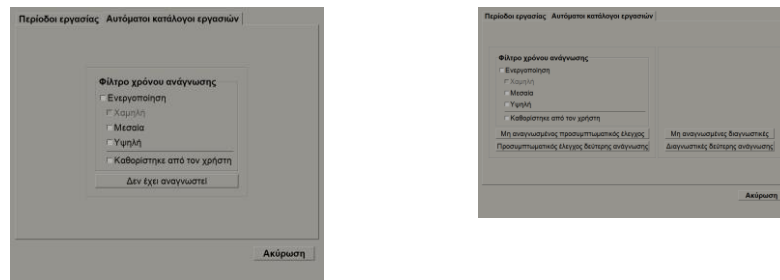 Περίοδοι εργασίας Αυτόματοι κατάλογοι εργασιών
Φίλτρο χρόνου ανάγνωσης
Ενεργοποίηση
Χαμηλή
Μεσαία
Υψηλή
Καθορίστηκε από τον χρήστη
Δεν έχει αναγνωστεί
Ακύρωση
Περίοδοι εργασίας Αυτόματοι κατάλογοι εργασιών
Φίλτρο χρόνου ανάγνωσης
Ενεργοποίηση
Χαμηλή
Μεσαία
Υψηλή
Καθορίστηκε από τον χρήστη
Μη αναγνωσμένος προσυμπτωματικός έλεγχος
Μη αναγνωσμένες διαγνωστικές
Προσυμπτωματικός έλεγχος δεύτερης ανάγνωσης
Διαγνωστικές δεύτερης ανάγνωσης
Ακύρωση